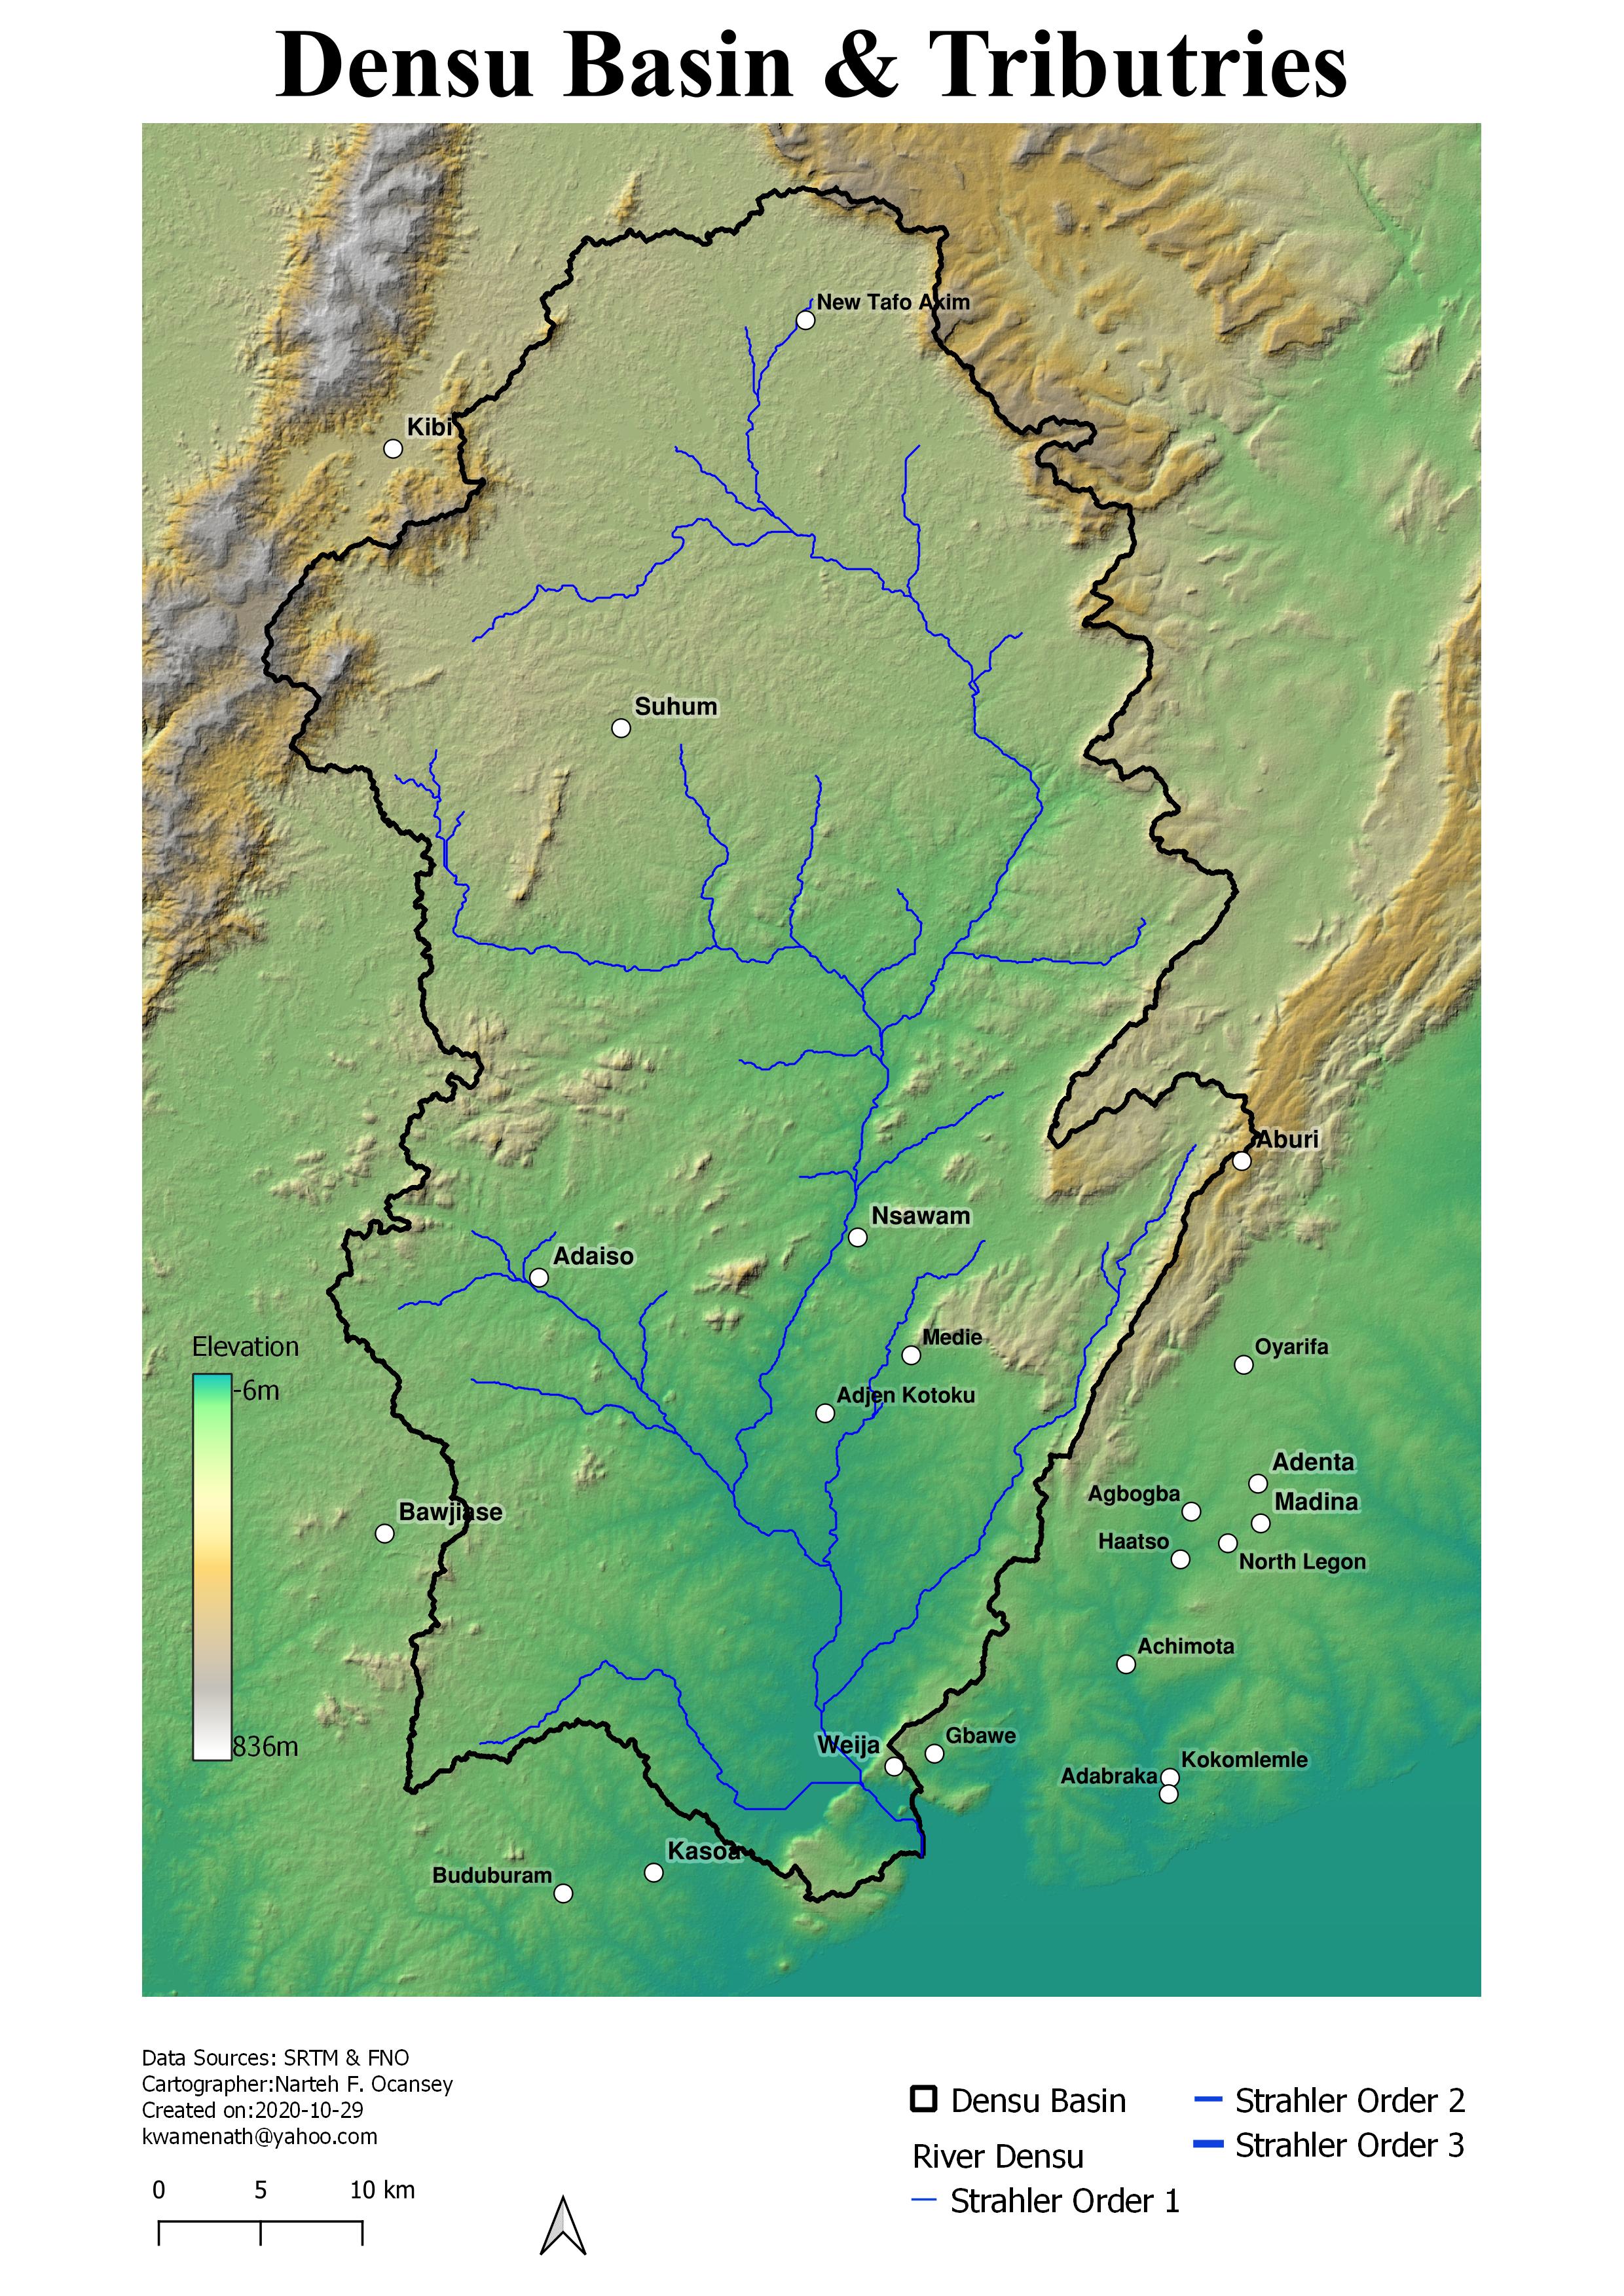 Densu Basin & Tributries
New Tafo Axim
Kibi
Suhum
Aburi
Nsawam
Adaiso
Medie
Oyarifa
Elevation
-6m
Adjen Kotoku
Adenta
Agbogba
Madina
Bawjiase
Haatso
North Legon
Achimota
836m
Weija
Gbawe
Kokomlemle
Adabraka
Kasoa
Buduburam
Data Sources: SRTM & FNO
Cartographer:Narteh F. Ocansey
Created on:2020-10-29
kwamenath@yahoo.com
0 5 10 km
Densu Basin
River Densu
Strahler Order 1
Strahler Order 2
Strahler Order 3